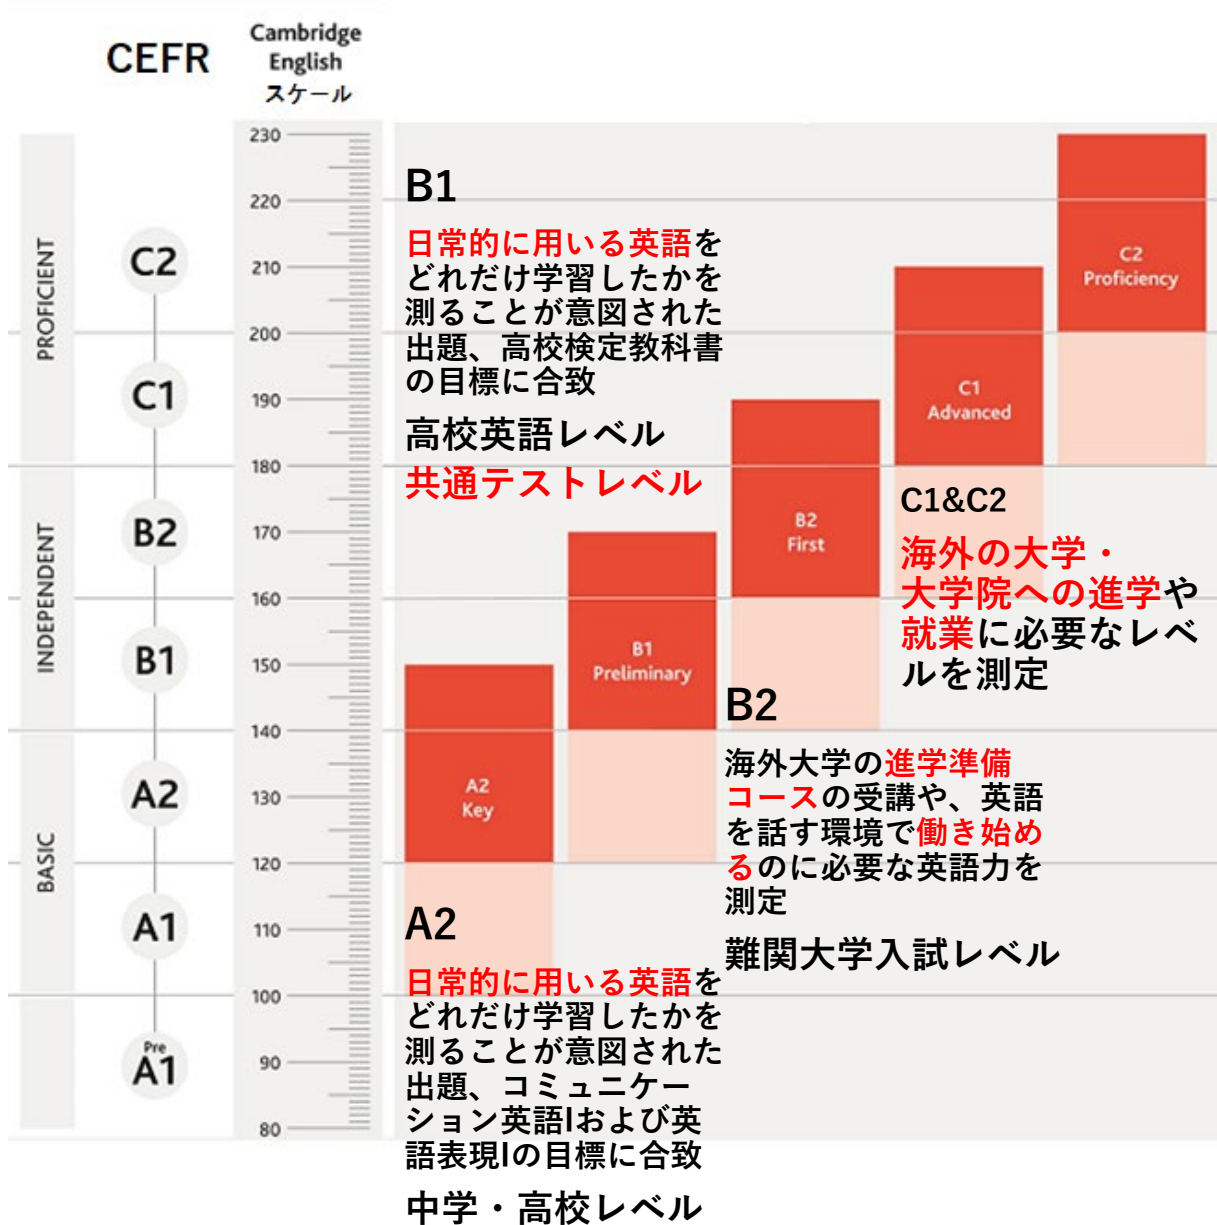 CEFR
Cambridge
English
スケール
PROFICIENT
INDEPENDENT
BASIC
C2
C1
B2
B1
A2
A1
Pre
A1
230
220
210
200
190
180
170
160
150
140
130
120
110
100
90
80
B1
日常的に用いる英語を
どれだけ学習したかを
測ることが意図された
出題、高校検定教科書
の目標に合致
高校英語レベル
共通テストレベル
A2
Key
B1
Preliminary
B2
First
C1
Advanced
C2
Proficiency
C1&C2
海外の大学・
大学院への進学や
就業に必要なレベ
ルを測定
B2
海外大学の進学準備
コースの受講や、英語
を話す環境で働き始め
るのに必要な英語力を
測定
難関大学入試レベル
A2
日常的に用いる英語を
どれだけ学習したかを
測ることが意図された
出題、コミュニケー
ション英語Iおよび英
語表現Iの目標に合致
中学・高校レベル